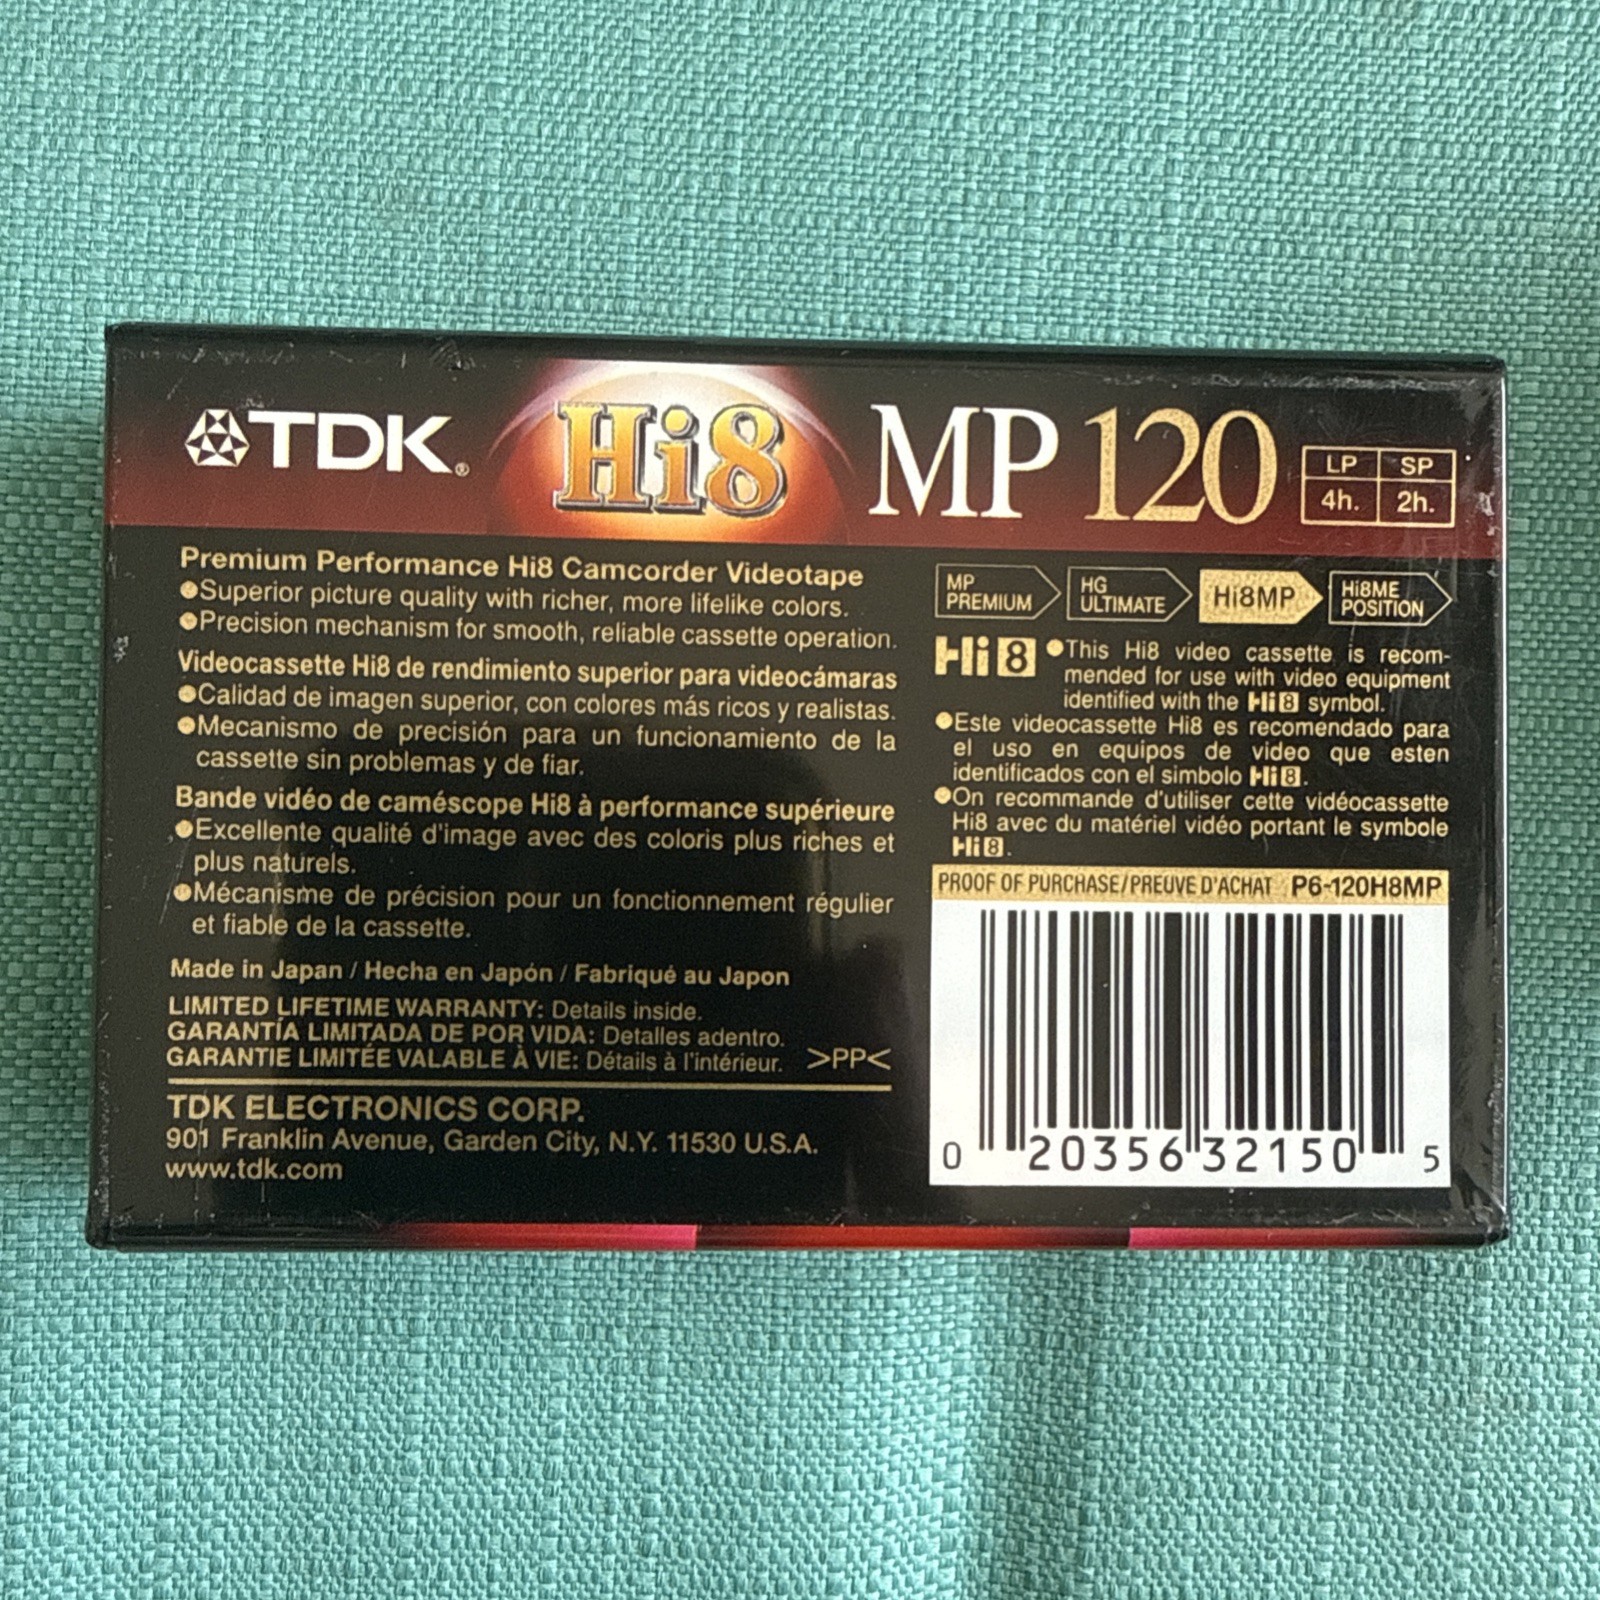 TDK®
Hi8
MP 120
LP SP
4h. 2h.
Premium Performance Hi8 Camcorder Videotape
●Superior picture quality with richer, more lifelike colors.
●Precision mechanism for smooth, reliable cassette operation.
Videocassette Hi8 de rendimiento superior para videocámaras
●Calidad de imagen superior, con colores más ricos y realistas.
●Mecanismo de precisión para un funcionamiento de la
cassette sin problemas y de fiar.
Bande vidéo de caméscope Hi8 à performance supérieure
●Excellente qualité d'image avec des coloris plus riches et
plus naturels.
●Mécanisme de précision pour un fonctionnement régulier
et fiable de la cassette.
Made in Japan / Hecha en Japón / Fabriqué au Japon
LIMITED LIFETIME WARRANTY: Details inside.
GARANTÍA LIMITADA DE POR VIDA: Detalles adentro.
GARANTIE LIMITÉE VALABLE À VIE: Détails à l'intérieur.
>PP<
TDK ELECTRONICS CORP.
901 Franklin Avenue, Garden City, N.Y. 11530 U.S.A.
www.tdk.com
MP
PREMIUM
HG
ULTIMATE
Hi8MP
Hi8ME
POSITION
Hi8
●This Hi8 video cassette is recom-
mended for use with video equipment
identified with the Hi8 symbol.
●Este videocassette Hi8 es recomendado para
el uso en equipos de video que esten
identificados con el simbolo Hi8.
●On recommande d'utiliser cette vidéocassette
Hi8 avec du matériel vidéo portant le symbole
Hi8.
PROOF OF PURCHASE/PREUVE D'ACHAT P6-120H8MP
0 20356 32150 5